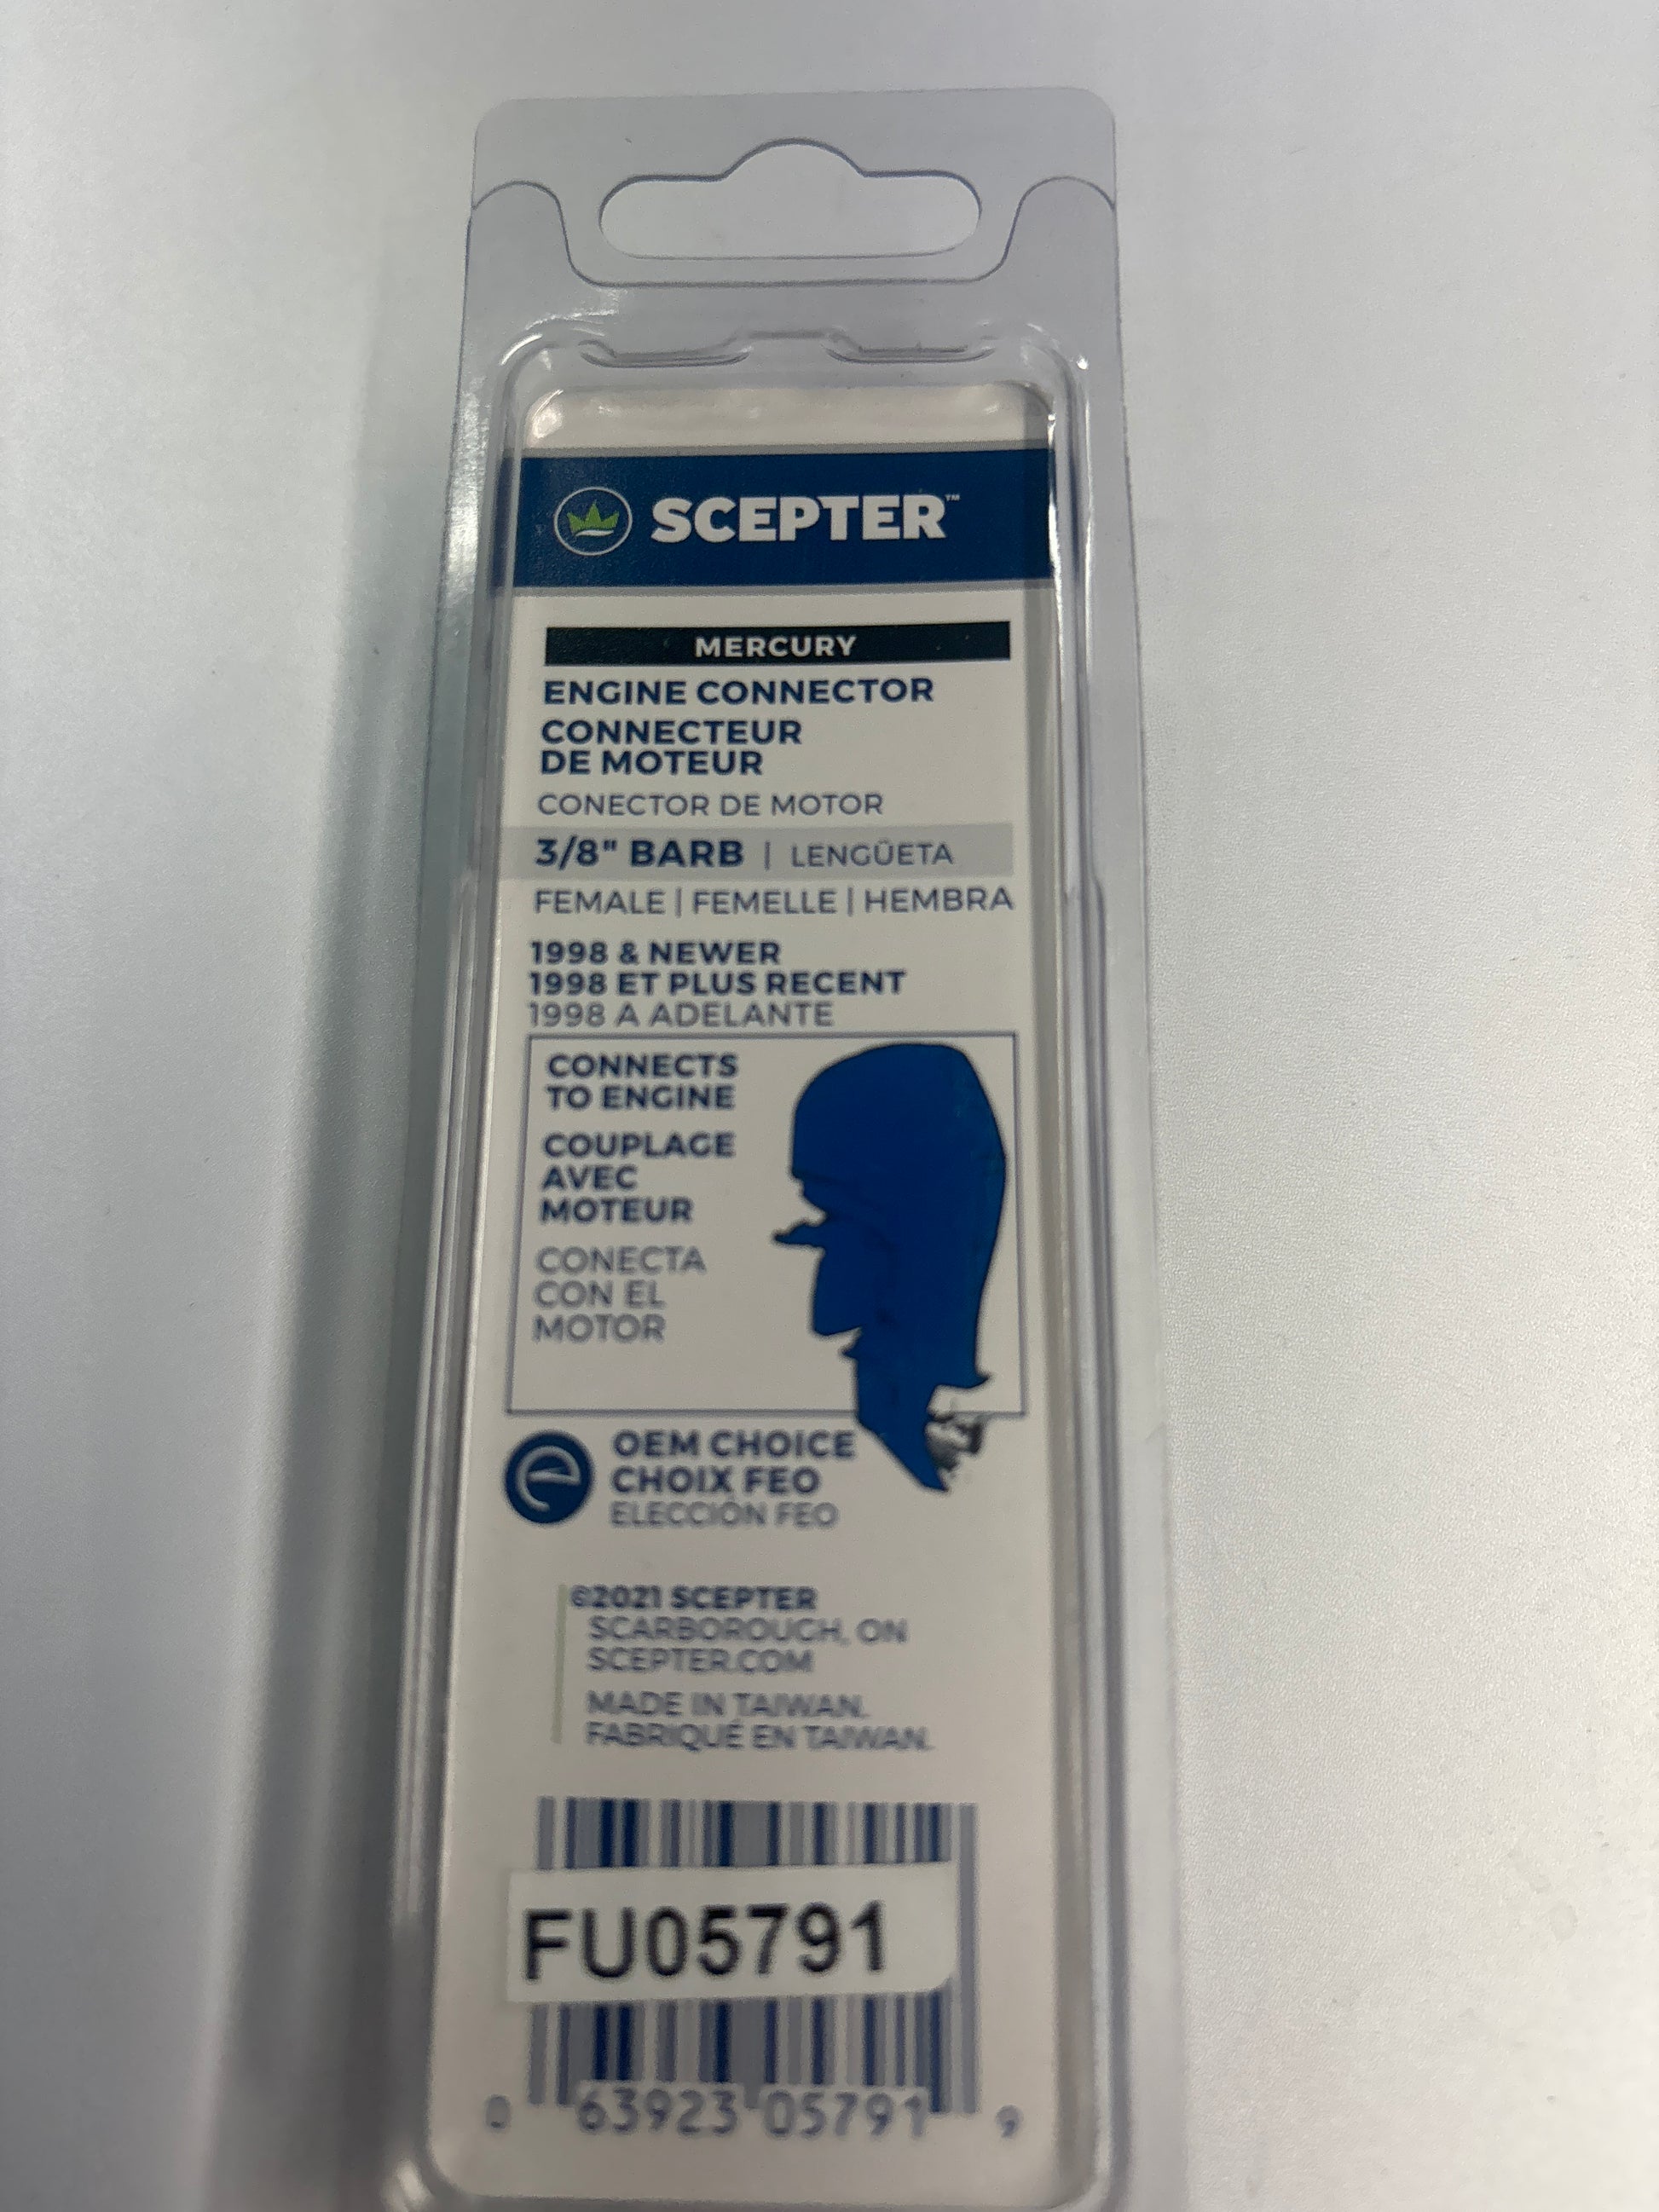 SCEPTER™
MERCURY
ENGINE CONNECTOR
CONNECTEUR
DE MOTEUR
CONECTOR DE MOTOR
3/8" BARB | LENGÜETA
FEMALE | FEMELLE | HEMBRA
1998 & NEWER
1998 ET PLUS RECENT
1998 A ADELANTE
CONNECTS
TO ENGINE
COUPLAGE
AVEC
MOTEUR
CONECTA
CON EL
MOTOR
OEM CHOICE
CHOIX FEO
ELECCIÓN FEO
©2021 SCEPTER
SCARBOROUGH, ON
SCEPTER.COM
MADE IN TAIWAN.
FABRIQUÉ EN TAIWAN.
FU05791
0 63923 05791 9